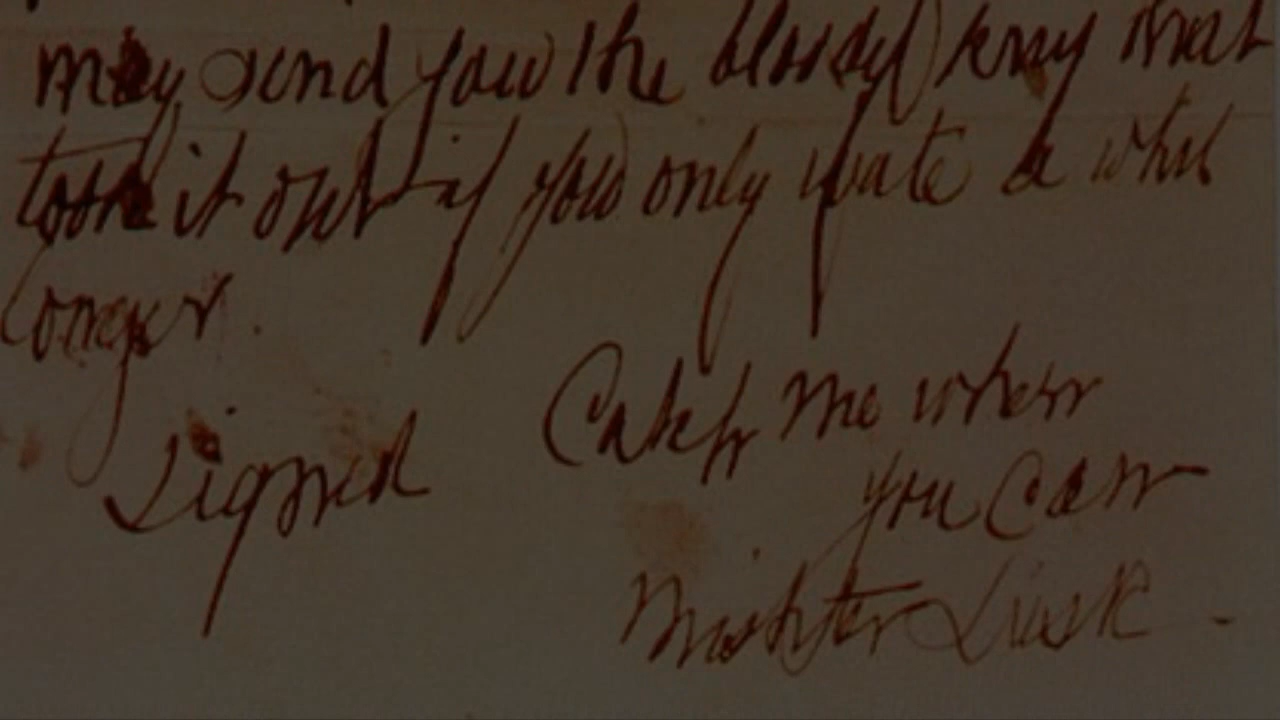 may send you the bloody knif that
took it out if you only wate a whil
longer.
Signed
Catch me when
you can
Mishter Lusk -